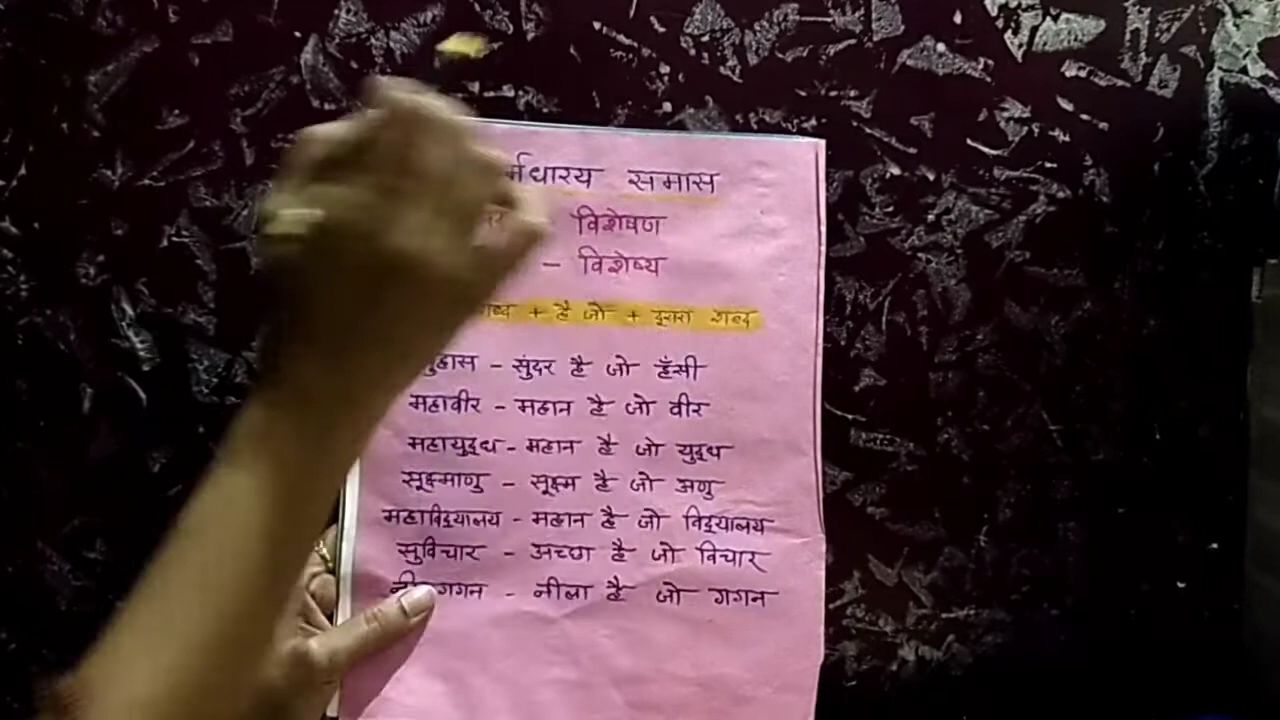 र्मधारय समास
विशेषण
– विशेष्य
शब्द + है जो + दूसरा शब्द
सुहास – सुंदर है जो हँसी
महावीर – महान है जो वीर
महायुद्ध – महान है जो युद्ध
सूक्ष्माणु – सूक्ष्म है जो अणु
महाविद्यालय – महान है जो विद्यालय
सुविचार – अच्छा है जो विचार
गगन – नीला है जो गगन